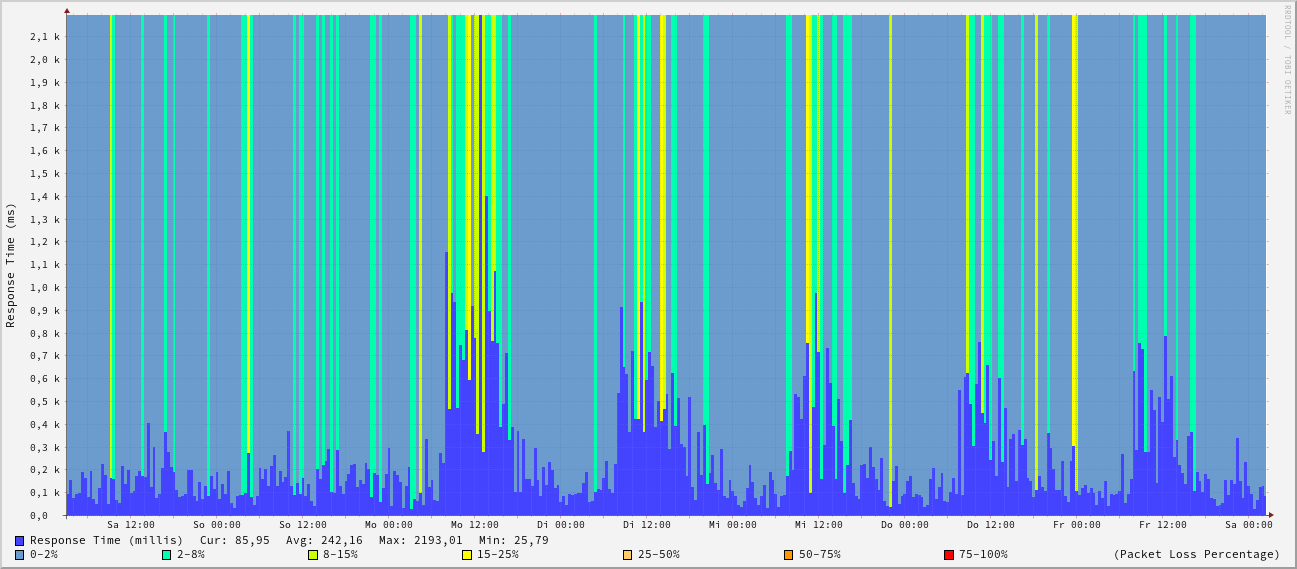 RRDTOOL / TOBI OETIKER
Response Time (ms)
2,1 k
2,0 k
1,9 k
1,8 k
1,7 k
1,6 k
1,5 k
1,4 k
1,3 k
1,2 k
1,1 k
1,0 k
0,9 k
0,8 k
0,7 k
0,6 k
0,5 k
0,4 k
0,3 k
0,2 k
0,1 k
0,0
Sa 12:00 So 00:00 So 12:00 Mo 00:00 Mo 12:00 Di 00:00 Di 12:00 Mi 00:00 Mi 12:00 Do 00:00 Do 12:00 Fr 00:00 Fr 12:00 Sa 00:00
Response Time (millis) Cur: 85,95 Avg: 242,16 Max: 2193,01 Min: 25,79
0-2% 2-8% 8-15% 15-25% 25-50% 50-75% 75-100% (Packet Loss Percentage)